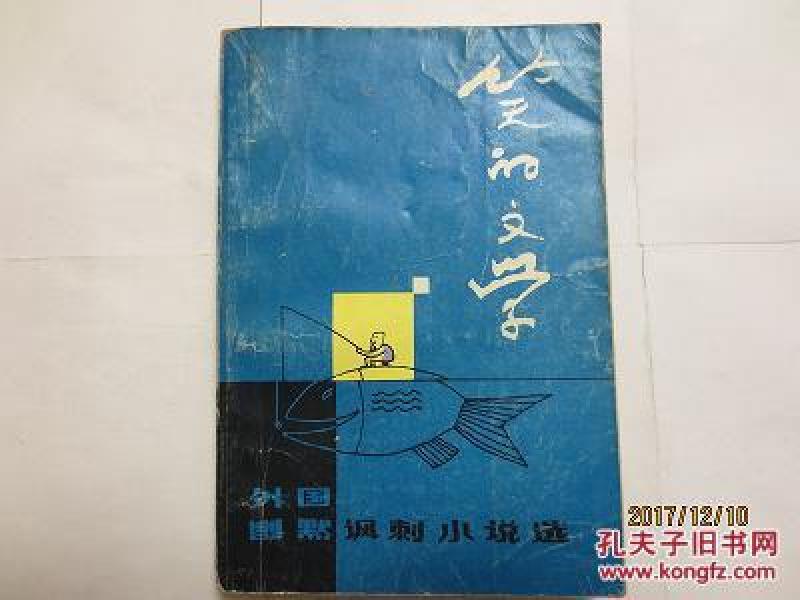 笑的文学
外国
幽默讽刺小说选
2017/12/10
孔夫子旧书网
www.kongfz.com